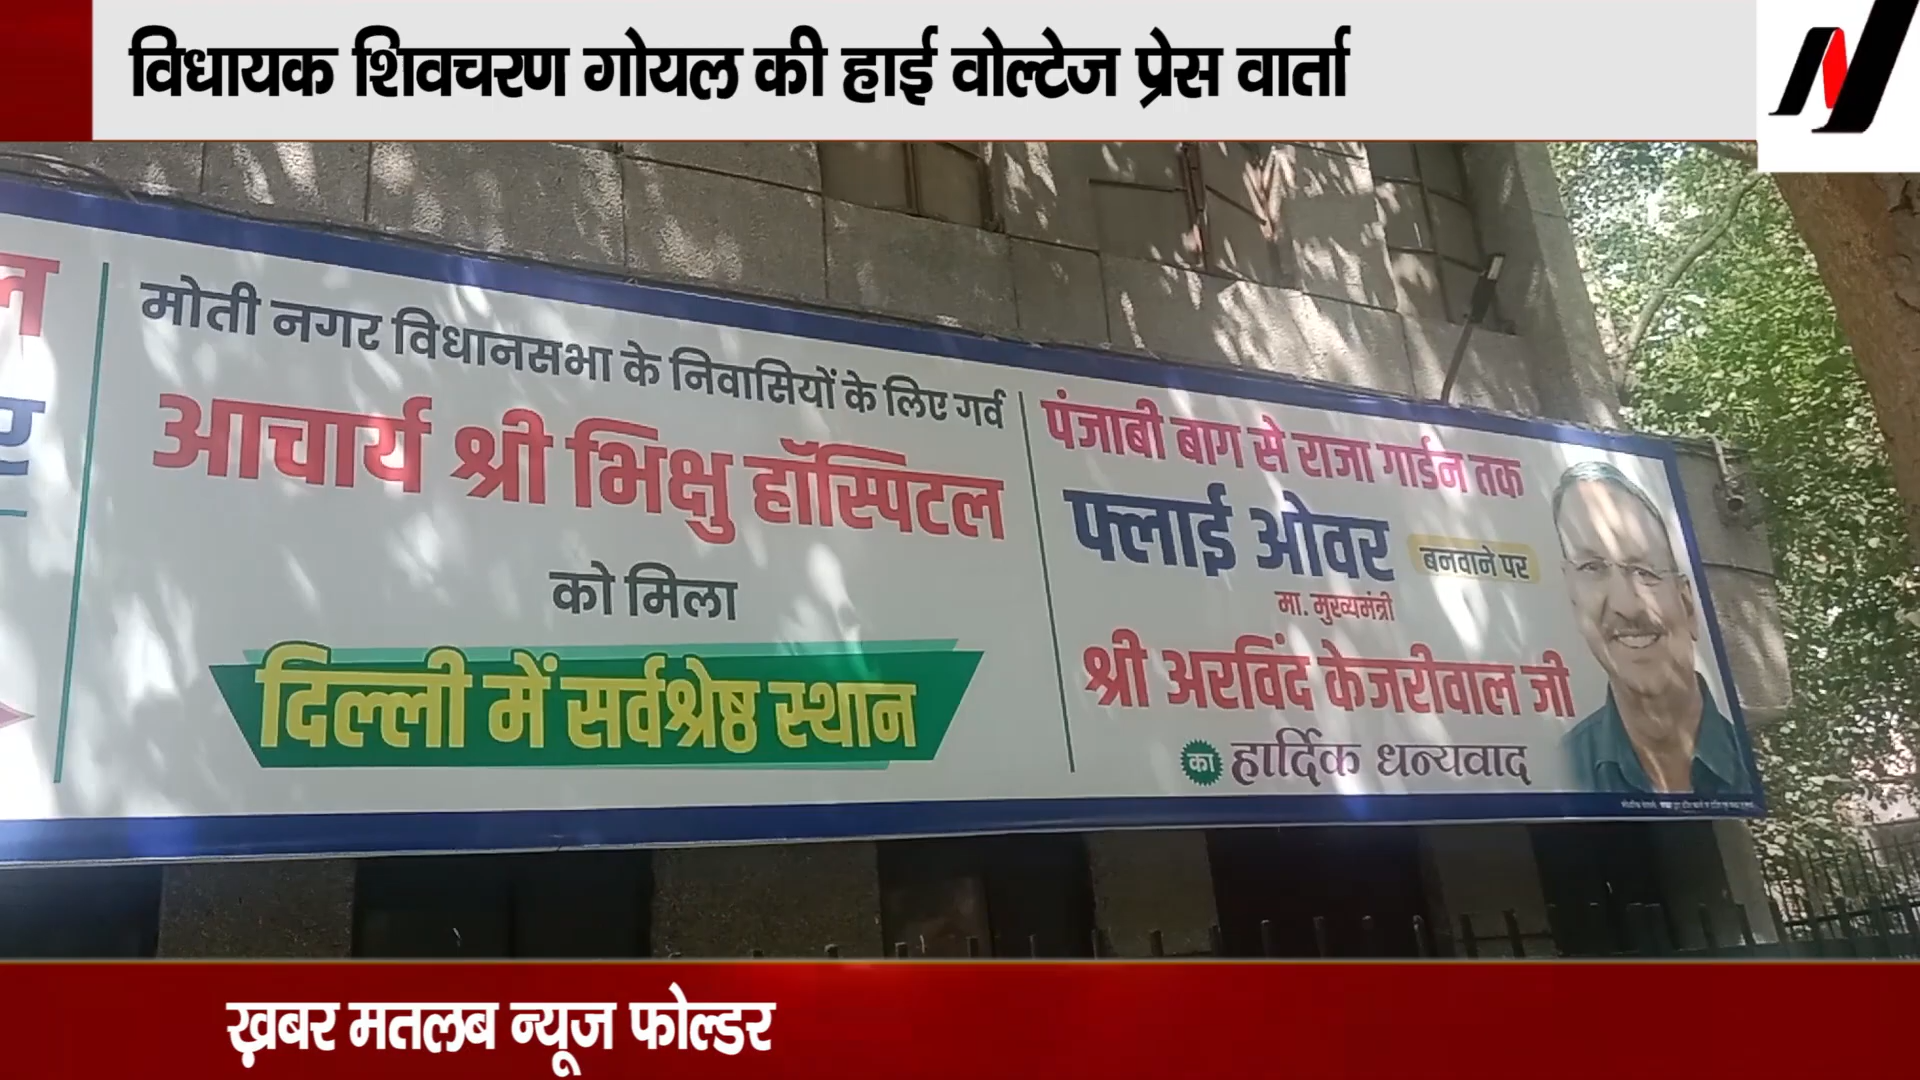 विधायक शिवचरण गोयल की हाई वोल्टेज प्रेस वार्ता
मोती नगर विधानसभा के निवासियों के लिए गर्व
आचार्य श्री भिक्षु हॉस्पिटल
को मिला
दिल्ली में सर्वश्रेष्ठ स्थान
पंजाबी बाग से राजा गार्डन तक
फ्लाई ओवर बनवाने पर
मा. मुख्यमंत्री
श्री अरविंद केजरीवाल जी
का हार्दिक धन्यवाद
ख़बर मतलब न्यूज फोल्डर